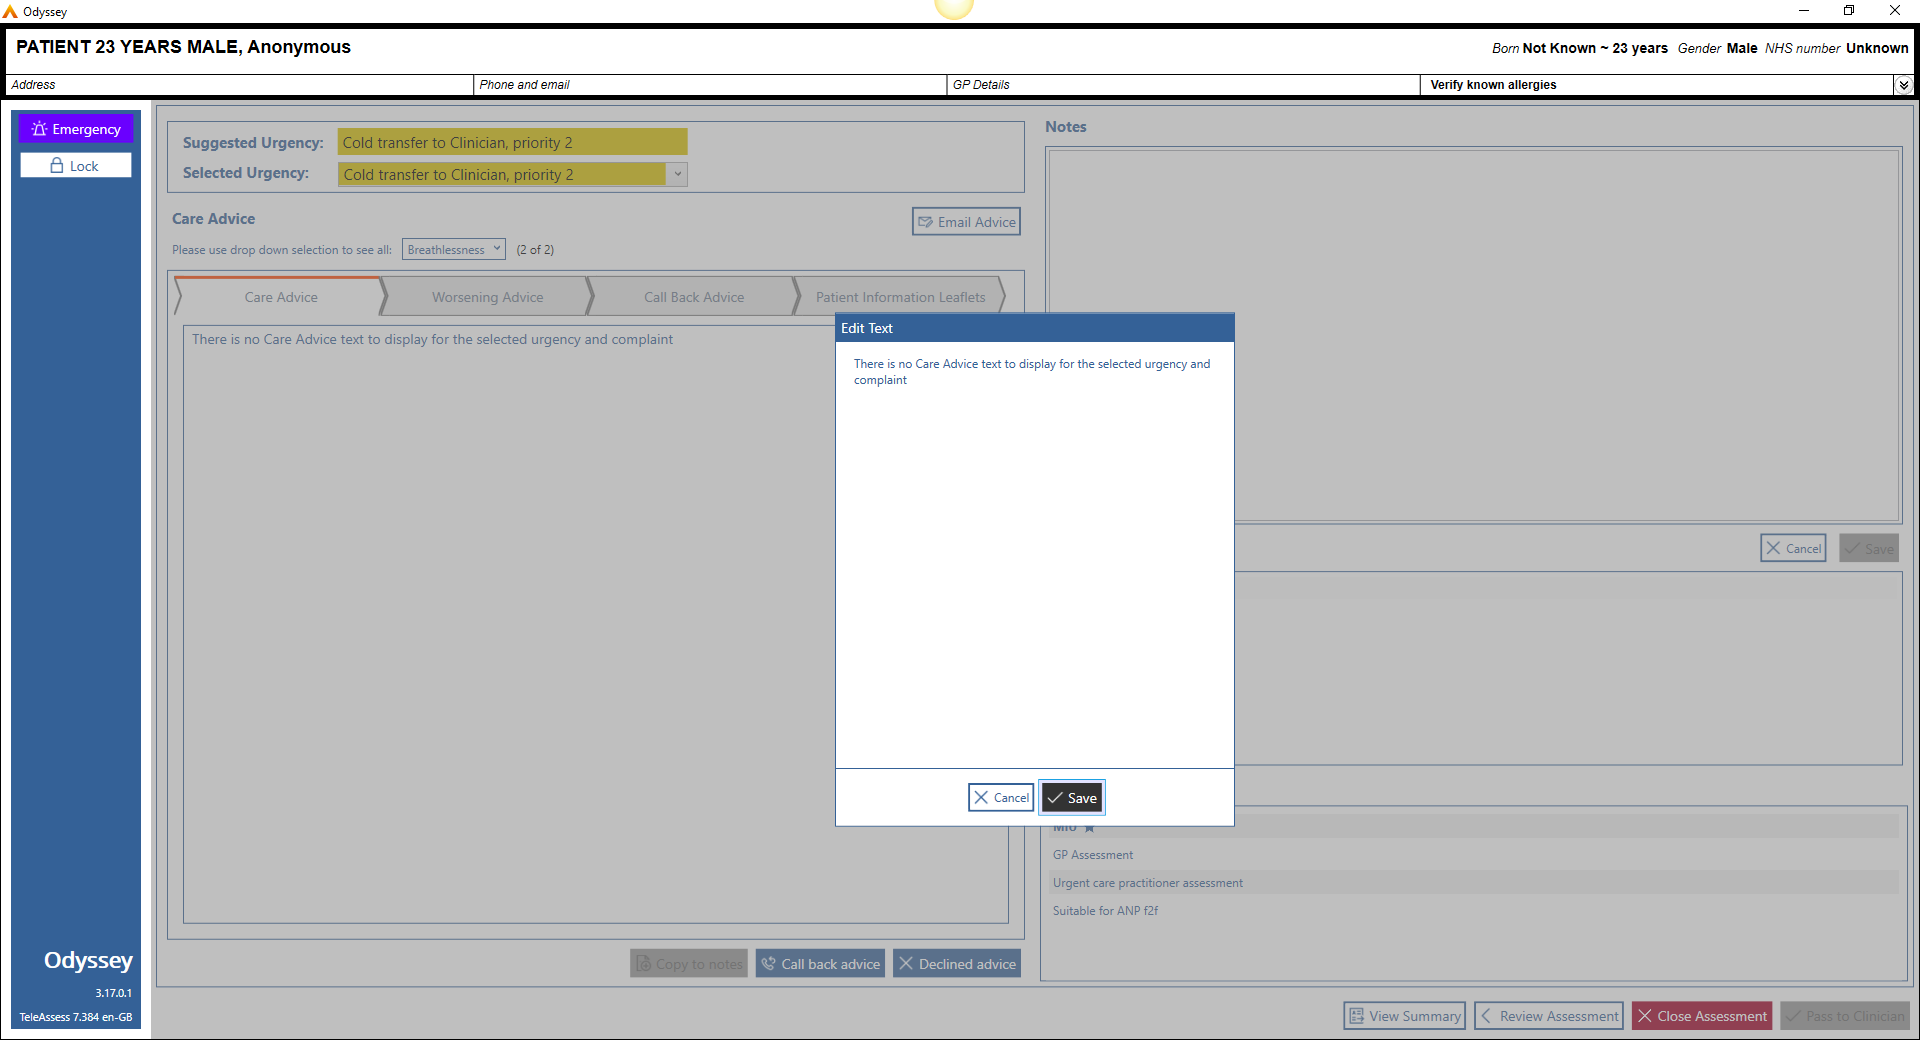 Odyssey
PATIENT 23 YEARS MALE, Anonymous
Born Not Known ~ 23 years Gender Male NHS number Unknown
Address
Phone and email
GP Details
Verify known allergies
Emergency
Lock
Suggested Urgency: Cold transfer to Clinician, priority 2
Selected Urgency: Cold transfer to Clinician, priority 2
Care Advice
Email Advice
Please use drop down selection to see all: Breathlessness (2 of 2)
Care Advice
Worsening Advice
Call Back Advice
Patient Information Leaflets
There is no Care Advice text to display for the selected urgency and complaint
Notes
Edit Text
There is no Care Advice text to display for the selected urgency and
complaint
Cancel
Save
Cancel
Save
GP Assessment
Urgent care practitioner assessment
Suitable for ANP f2f
Copy to notes
Call back advice
Declined advice
Odyssey
3.17.0.1
TeleAssess 7.384 en-GB
View Summary
Review Assessment
Close Assessment
Pass to Clinician